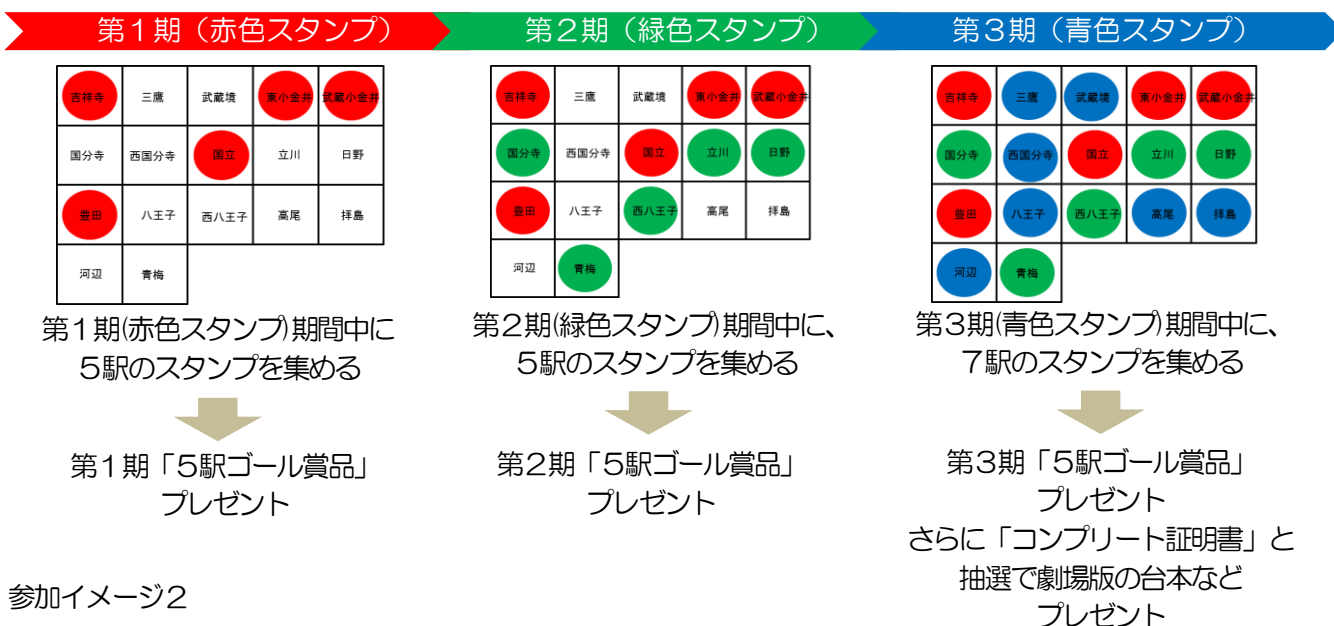 第1期（赤色スタンプ）
吉祥寺 三鷹 武蔵境 東小金井 武蔵小金井
国分寺 西国分寺 国立 立川 日野
豊田 八王子 西八王子 高尾 拝島
河辺 青梅
第1期(赤色スタンプ)期間中に
5駅のスタンプを集める
第1期「5駅ゴール賞品」
プレゼント
第2期（緑色スタンプ）
吉祥寺 三鷹 武蔵境 東小金井 武蔵小金井
国分寺 西国分寺 国立 立川 日野
豊田 八王子 西八王子 高尾 拝島
河辺 青梅
第2期(緑色スタンプ)期間中に、
5駅のスタンプを集める
第2期「5駅ゴール賞品」
プレゼント
第3期（青色スタンプ）
吉祥寺 三鷹 武蔵境 東小金井 武蔵小金井
国分寺 西国分寺 国立 立川 日野
豊田 八王子 西八王子 高尾 拝島
河辺 青梅
第3期(青色スタンプ)期間中に、
7駅のスタンプを集める
第3期「5駅ゴール賞品」
プレゼント
さらに「コンプリート証明書」と
抽選で劇場版の台本など
プレゼント
参加イメージ2